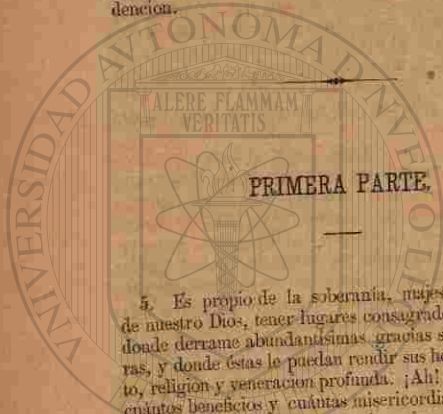 dencion.
UNIVERSIDAD AUTONOMA DE NUEVO LEÓN
ALERE FLAMMAM
VERITATIS
PRIMERA PARTE.
5. Es propio de la soberanía, majes
de nuestro Dios, tener lugares consagrado
donde derrame abundantísimas gracias s
ras, y donde éstas le puedan rendir sus ho
to, religion y veneracion profunda. ¡Ah!
cuántos beneficios y cuántas misericordi